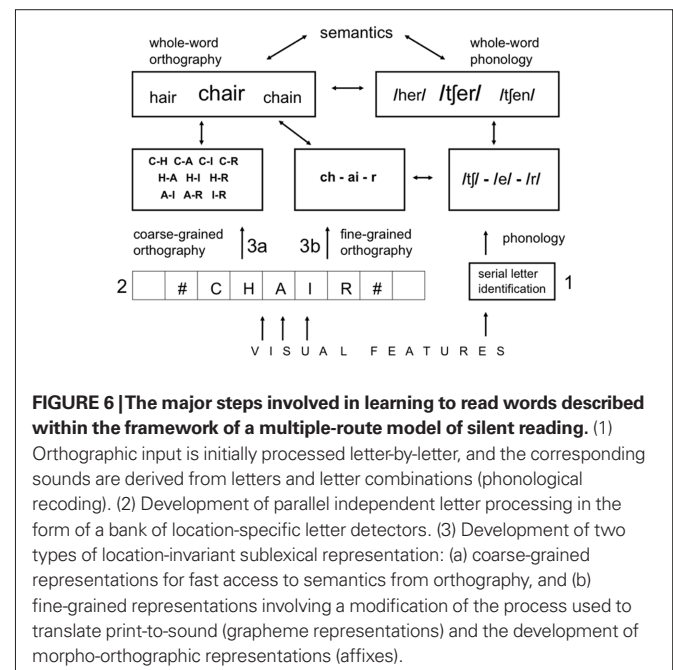 semantics
whole-word
orthography
whole-word
phonology
hair chair chain
/her/ /tʃer/ /tʃen/
C-H C-A C-I C-R
H-A H-I H-R
A-I A-R I-R
ch - ai - r
/tʃ/ - /e/ - /r/
coarse-grained
orthography
3a
3b
fine-grained
orthography
phonology
2
# C H A I R #
serial letter
identification
1
V I S U A L F E A T U R E S
FIGURE 6 | The major steps involved in learning to read words described
within the framework of a multiple-route model of silent reading. (1)
Orthographic input is initially processed letter-by-letter, and the corresponding
sounds are derived from letters and letter combinations (phonological
recoding). (2) Development of parallel independent letter processing in the
form of a bank of location-specific letter detectors. (3) Development of two
types of location-invariant sublexical representation: (a) coarse-grained
representations for fast access to semantics from orthography, and (b)
fine-grained representations involving a modification of the process used to
translate print-to-sound (grapheme representations) and the development of
morpho-orthographic representations (affixes).